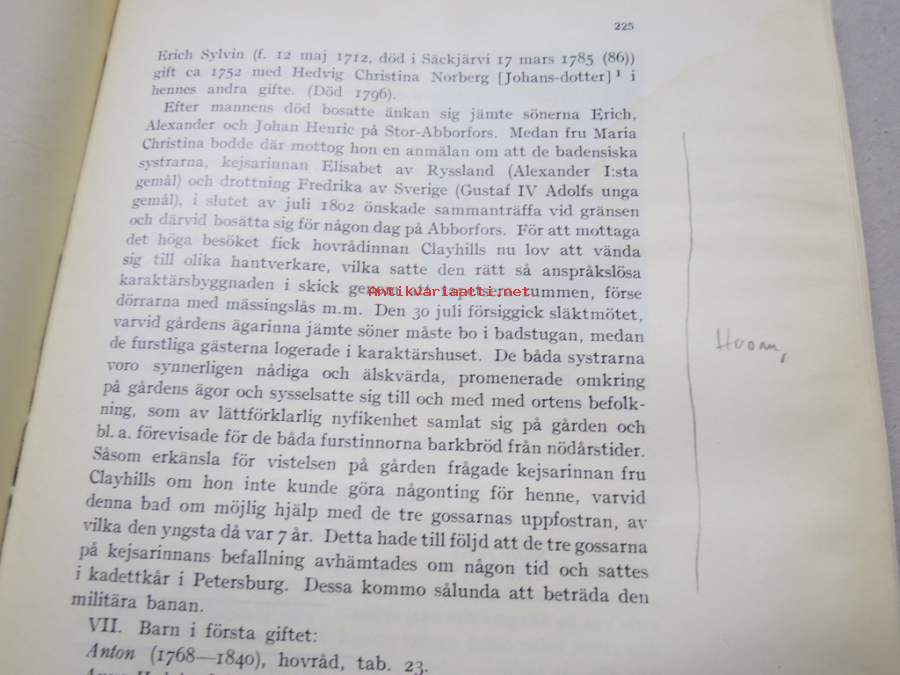 225
Erich Sylvin (f. 12 maj 1712, död i Säckjärvi 17 mars 1785 (86))
gift ca 1752 med Hedvig Christina Norberg [Johans-dotter]¹ i
hennes andra gifte. (Död 1796).
Efter mannens död bosatte änkan sig jämte sönerna Erich,
Alexander och Johan Henric på Stor-Abborfors. Medan fru Maria
Christina bodde där mottog hon en anmälan om att de badensiska
systrarna, kejsarinnan Elisabet av Ryssland (Alexander I:sta
gemål) och drottning Fredrika av Sverige (Gustaf IV Adolfs unga
gemål), i slutet av juli 1802 önskade sammanträffa vid gränsen
och därvid bosätta sig för någon dag på Abborfors. För att mottaga
det höga besöket fick hovrådinnan Clayhills nu lov att vända
sig till olika hantverkare, vilka satte den rätt så anspråkslösa
karaktärsbyggnaden i skick genom att tapetsera rummen, förse
Antikvariaatti.net
dörrarna med mässingslås m.m. Den 30 juli försiggick släktmötet,
varvid gårdens ägarinna jämte söner måste bo i badstugan, medan
de furstliga gästerna logerade i karaktärshuset. De båda systrarna
voro synnerligen nådiga och älskvärda, promenerade omkring
på gårdens ägor och sysselsatte sig till och med med ortens befolk-
ning, som av lättförklarlig nyfikenhet samlat sig på gården och
bl. a. förevisade för de båda furstinnorna barkbröd från nödårstider.
Såsom erkänsla för vistelsen på gården frågade kejsarinnan fru
Clayhills om hon inte kunde göra någonting för henne, varvid
denna bad om möjlig hjälp med de tre gossarnas uppfostran, av
vilka den yngsta då var 7 år. Detta hade till följd att de tre gossarna
på kejsarinnans befallning avhämtades om någon tid och sattes
i kadettkår i Petersburg. Dessa kommo sålunda att beträda den
militära banan.
VII. Barn i första giftet:
Anton (1768—1840), hovråd, tab. 23.